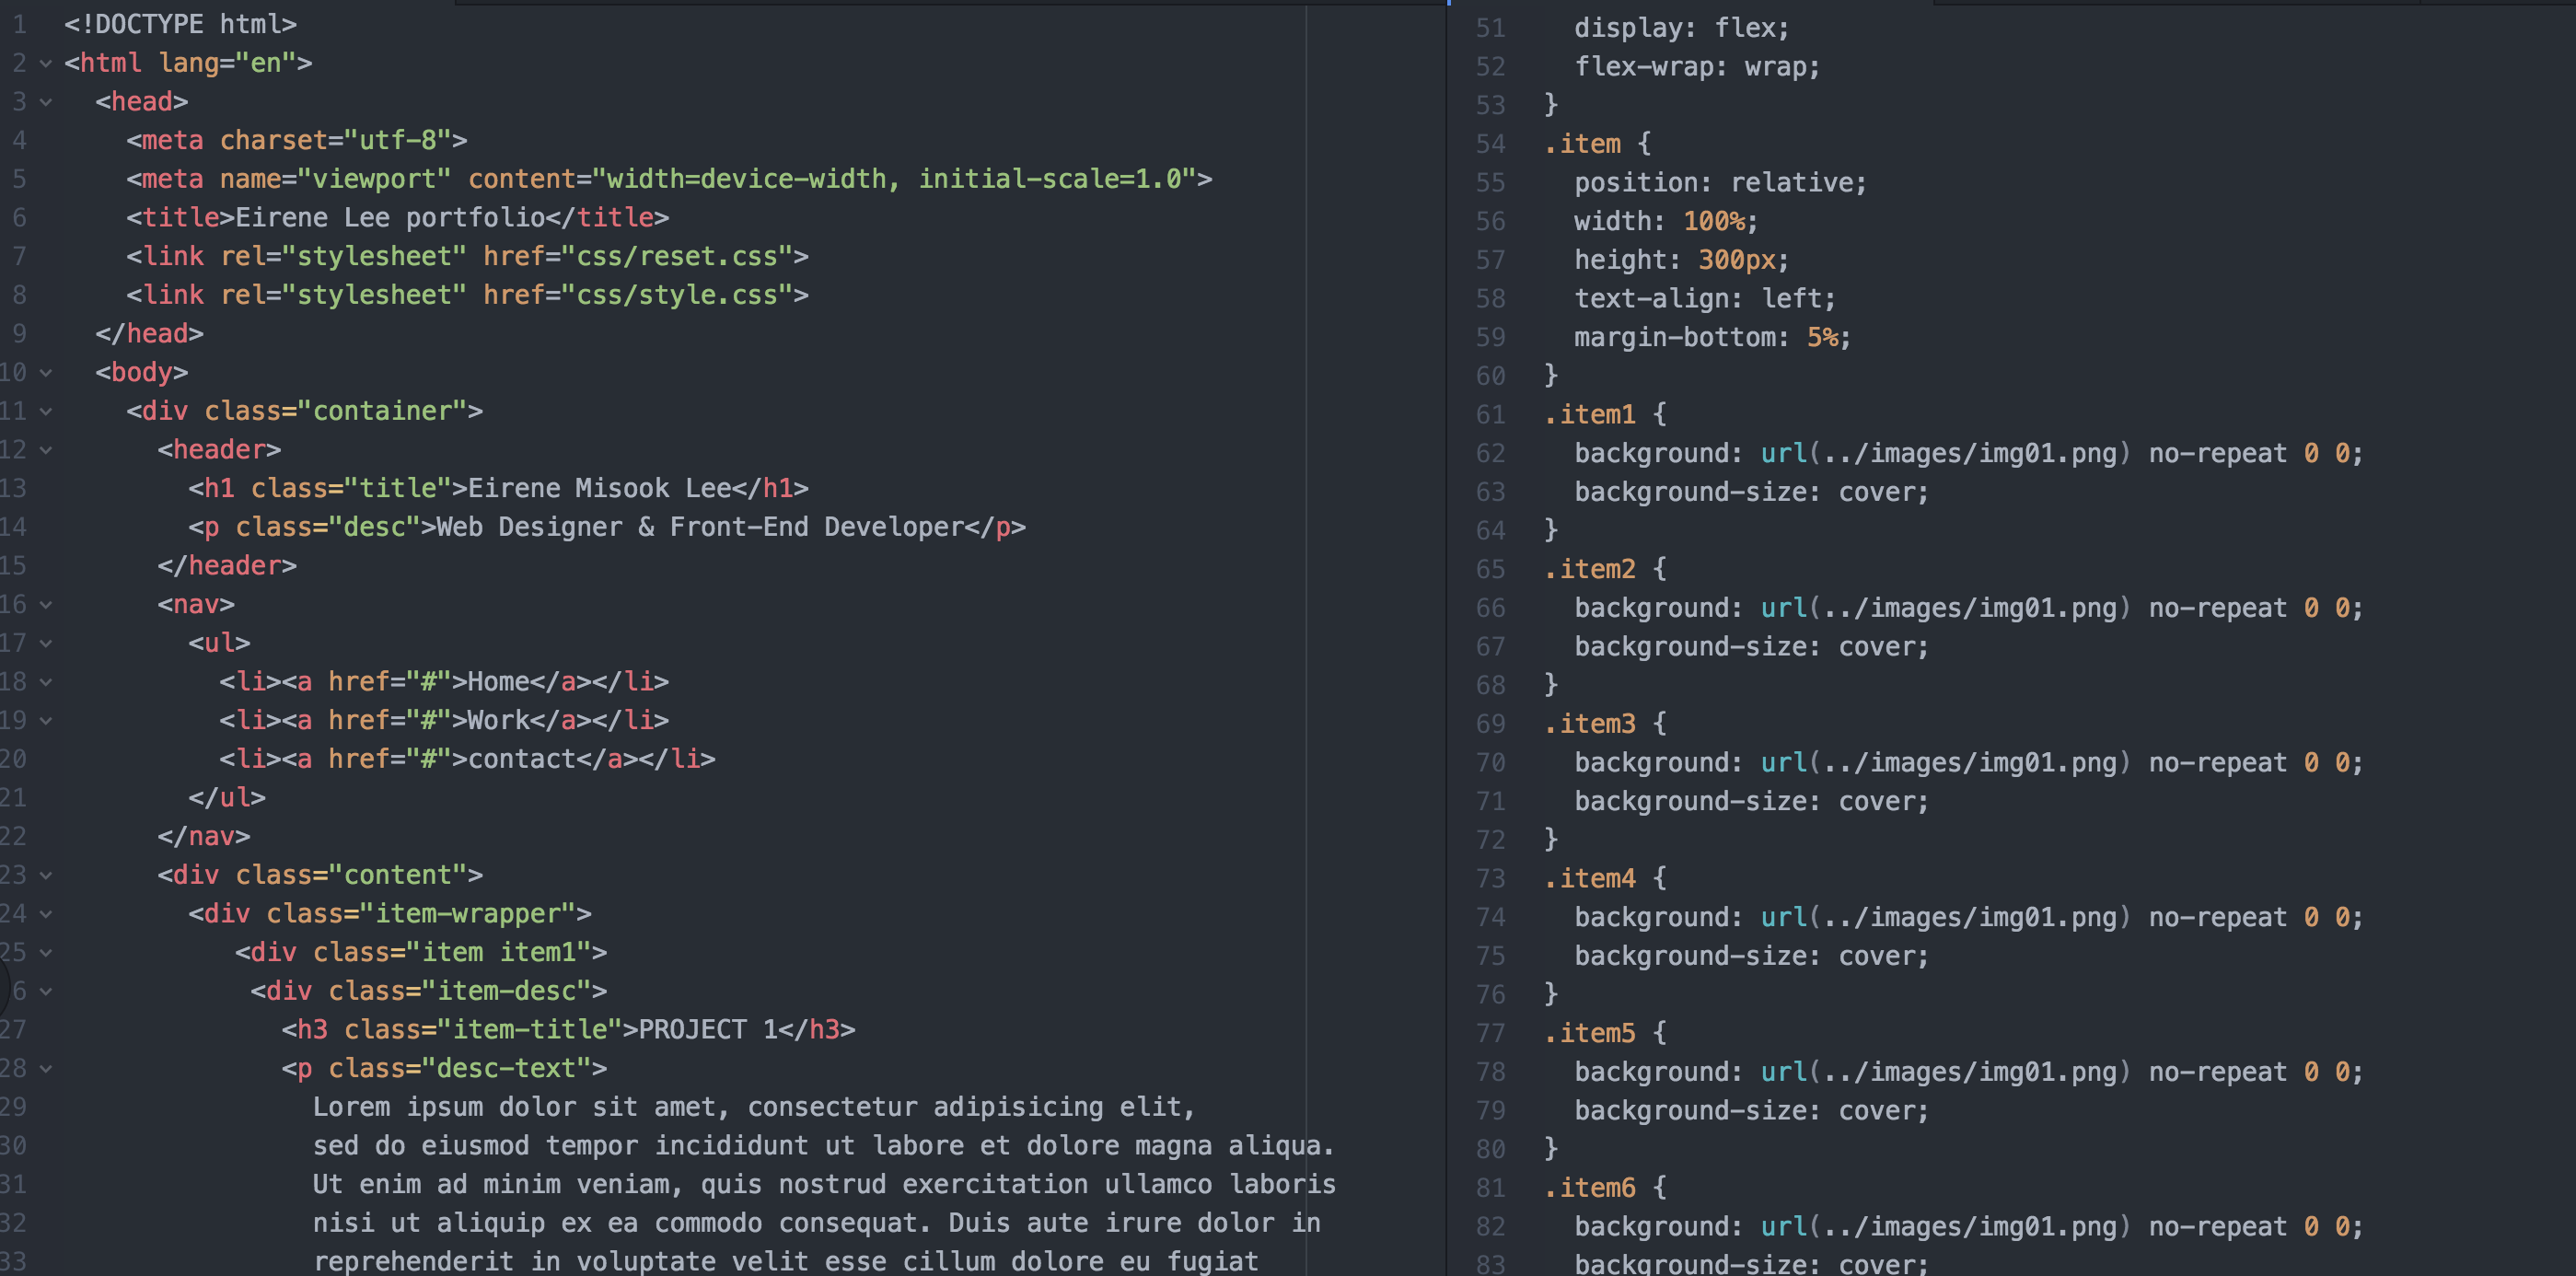 1 <!DOCTYPE html>
2 <html lang="en">
3 <head>
4 <meta charset="utf-8">
5 <meta name="viewport" content="width=device-width, initial-scale=1.0">
6 <title>Eirene Lee portfolio</title>
7 <link rel="stylesheet" href="css/reset.css">
8 <link rel="stylesheet" href="css/style.css">
9 </head>
10 <body>
11 <div class="container">
12 <header>
13 <h1 class="title">Eirene Misook Lee</h1>
14 <p class="desc">Web Designer & Front-End Developer</p>
15 </header>
16 <nav>
17 <ul>
18 <li><a href="#">Home</a></li>
19 <li><a href="#">Work</a></li>
20 <li><a href="#">contact</a></li>
21 </ul>
22 </nav>
23 <div class="content">
24 <div class="item-wrapper">
25 <div class="item item1">
6 <div class="item-desc">
27 <h3 class="item-title">PROJECT 1</h3>
28 <p class="desc-text">
29 Lorem ipsum dolor sit amet, consectetur adipisicing elit,
30 sed do eiusmod tempor incididunt ut labore et dolore magna aliqua.
31 Ut enim ad minim veniam, quis nostrud exercitation ullamco laboris
32 nisi ut aliquip ex ea commodo consequat. Duis aute irure dolor in
33 reprehenderit in voluptate velit esse cillum dolore eu fugiat
51 display: flex;
52 flex-wrap: wrap;
53 }
54 .item {
55 position: relative;
56 width: 100%;
57 height: 300px;
58 text-align: left;
59 margin-bottom: 5%;
60 }
61 .item1 {
62 background: url(../images/img01.png) no-repeat 0 0;
63 background-size: cover;
64 }
65 .item2 {
66 background: url(../images/img01.png) no-repeat 0 0;
67 background-size: cover;
68 }
69 .item3 {
70 background: url(../images/img01.png) no-repeat 0 0;
71 background-size: cover;
72 }
73 .item4 {
74 background: url(../images/img01.png) no-repeat 0 0;
75 background-size: cover;
76 }
77 .item5 {
78 background: url(../images/img01.png) no-repeat 0 0;
79 background-size: cover;
80 }
81 .item6 {
82 background: url(../images/img01.png) no-repeat 0 0;
83 background-size: cover;